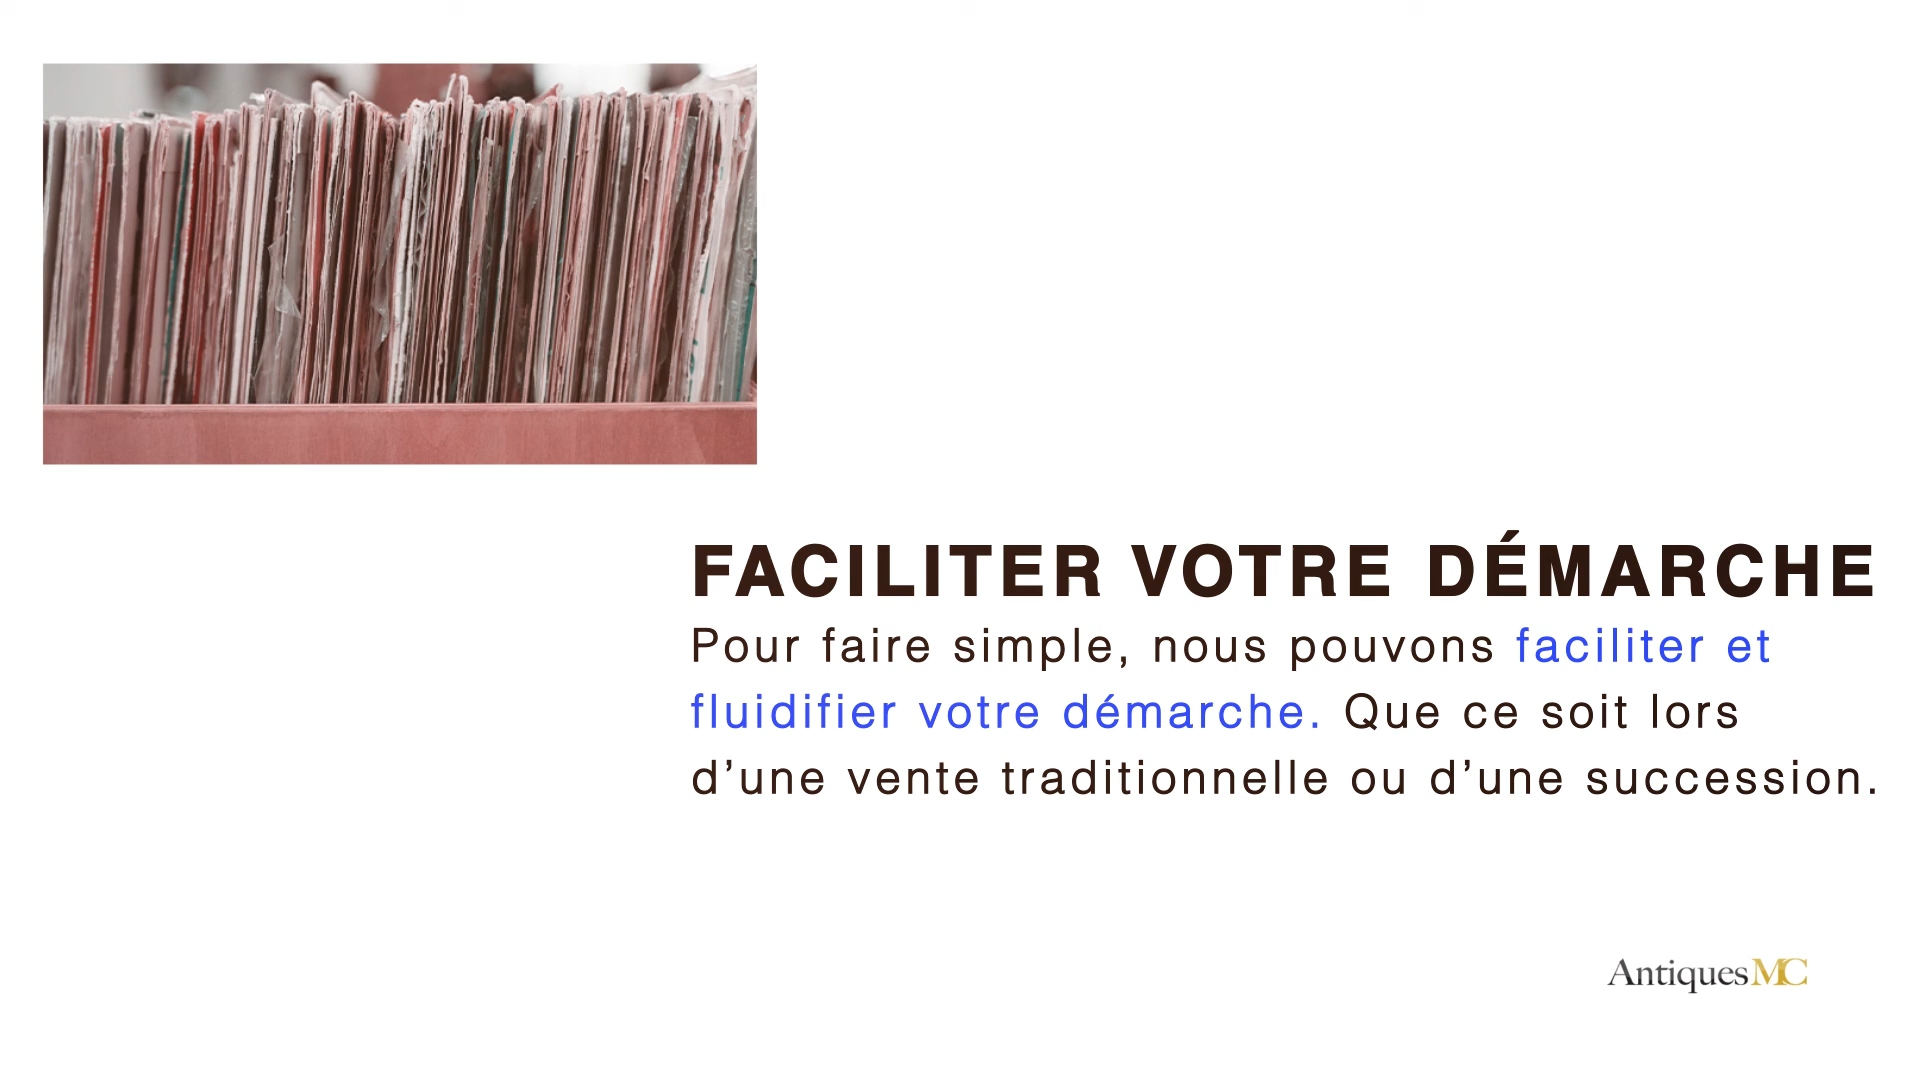 FACILITER VOTRE DÉMARCHE
Pour faire simple, nous pouvons faciliter et
fluidifier votre démarche. Que ce soit lors
d’une vente traditionnelle ou d’une succession.
AntiquesMC